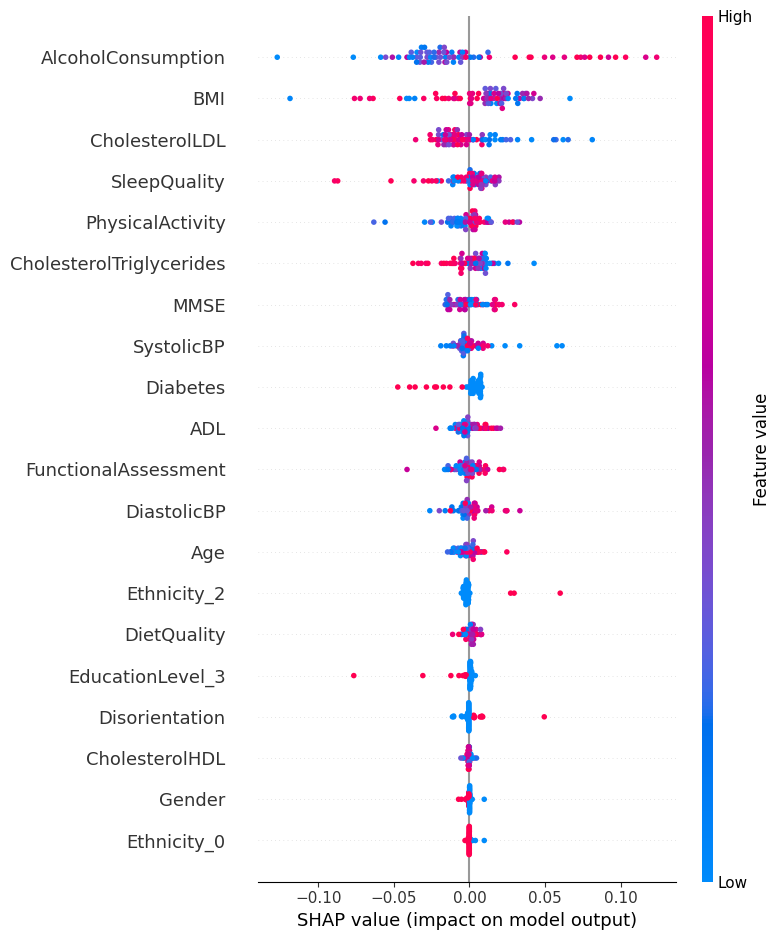 High
AlcoholConsumption
BMI
CholesterolLDL
SleepQuality
PhysicalActivity
CholesterolTriglycerides
MMSE
SystolicBP
Diabetes
ADL
FunctionalAssessment
DiastolicBP
Age
Ethnicity_2
DietQuality
EducationLevel_3
Disorientation
CholesterolHDL
Gender
Ethnicity_0
Feature value
Low
−0.10 −0.05 0.00 0.05 0.10
SHAP value (impact on model output)